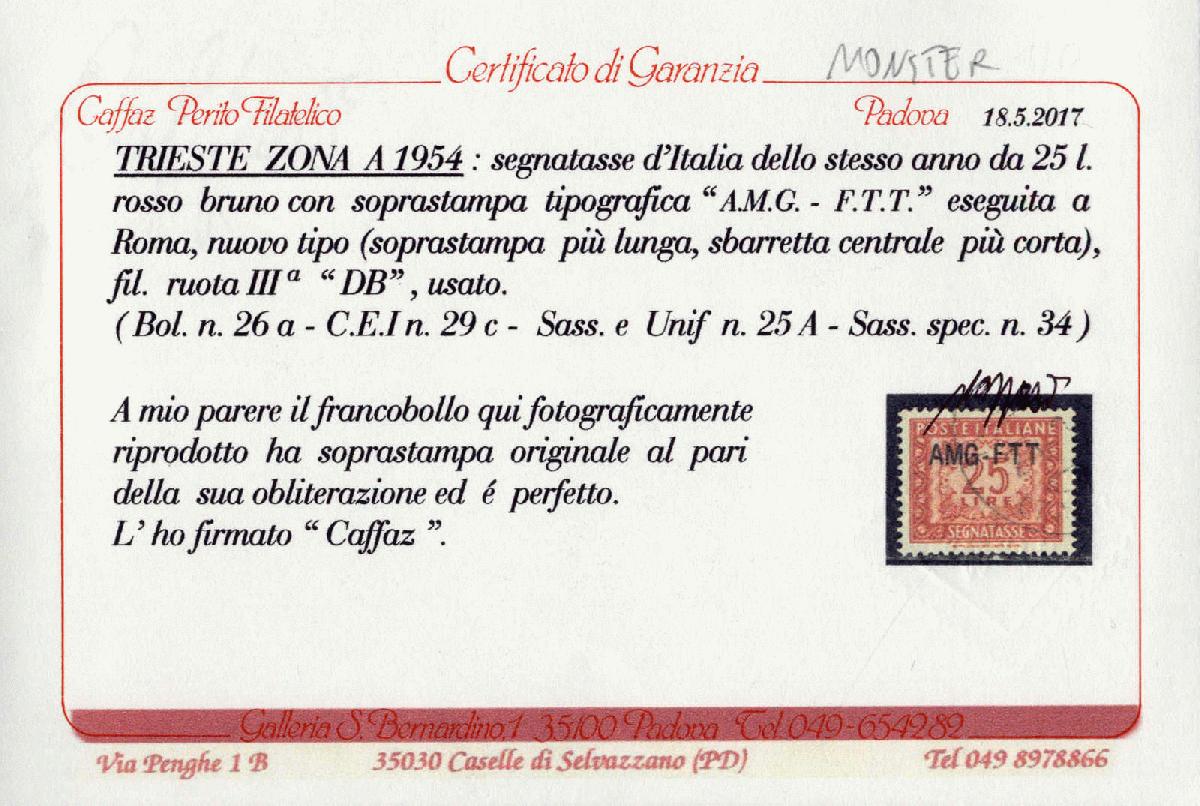 Certificato di Garanzia MONSTER
Caffaz Perito Filatelico Padova 18.5.2017
TRIESTE ZONA A 1954 : segnatasse d'Italia dello stesso anno da 25 l.
rosso bruno con soprastampa tipografica “A.M.G. - F.T.T.” eseguita a
Roma, nuovo tipo (soprastampa più lunga, sbarretta centrale più corta),
fil. ruota IIIª “DB”, usato.
(Bol. n. 26 a - C.E.I n. 29 c - Sass. e Unif n. 25 A - Sass. spec. n. 34)
A mio parere il francobollo qui fotograficamente
riprodotto ha soprastampa originale al pari
della sua obliterazione ed é perfetto.
L' ho firmato “ Caffaz ”.
POSTE ITALIANE
AMG-FTT
25
LIRE
SEGNATASSE
Galleria S. Bernardino,1 35100 Padova Tel 049-654982
Via Penghe 1 B 35030 Caselle di Selvazzano (PD) Tel 049 8978866